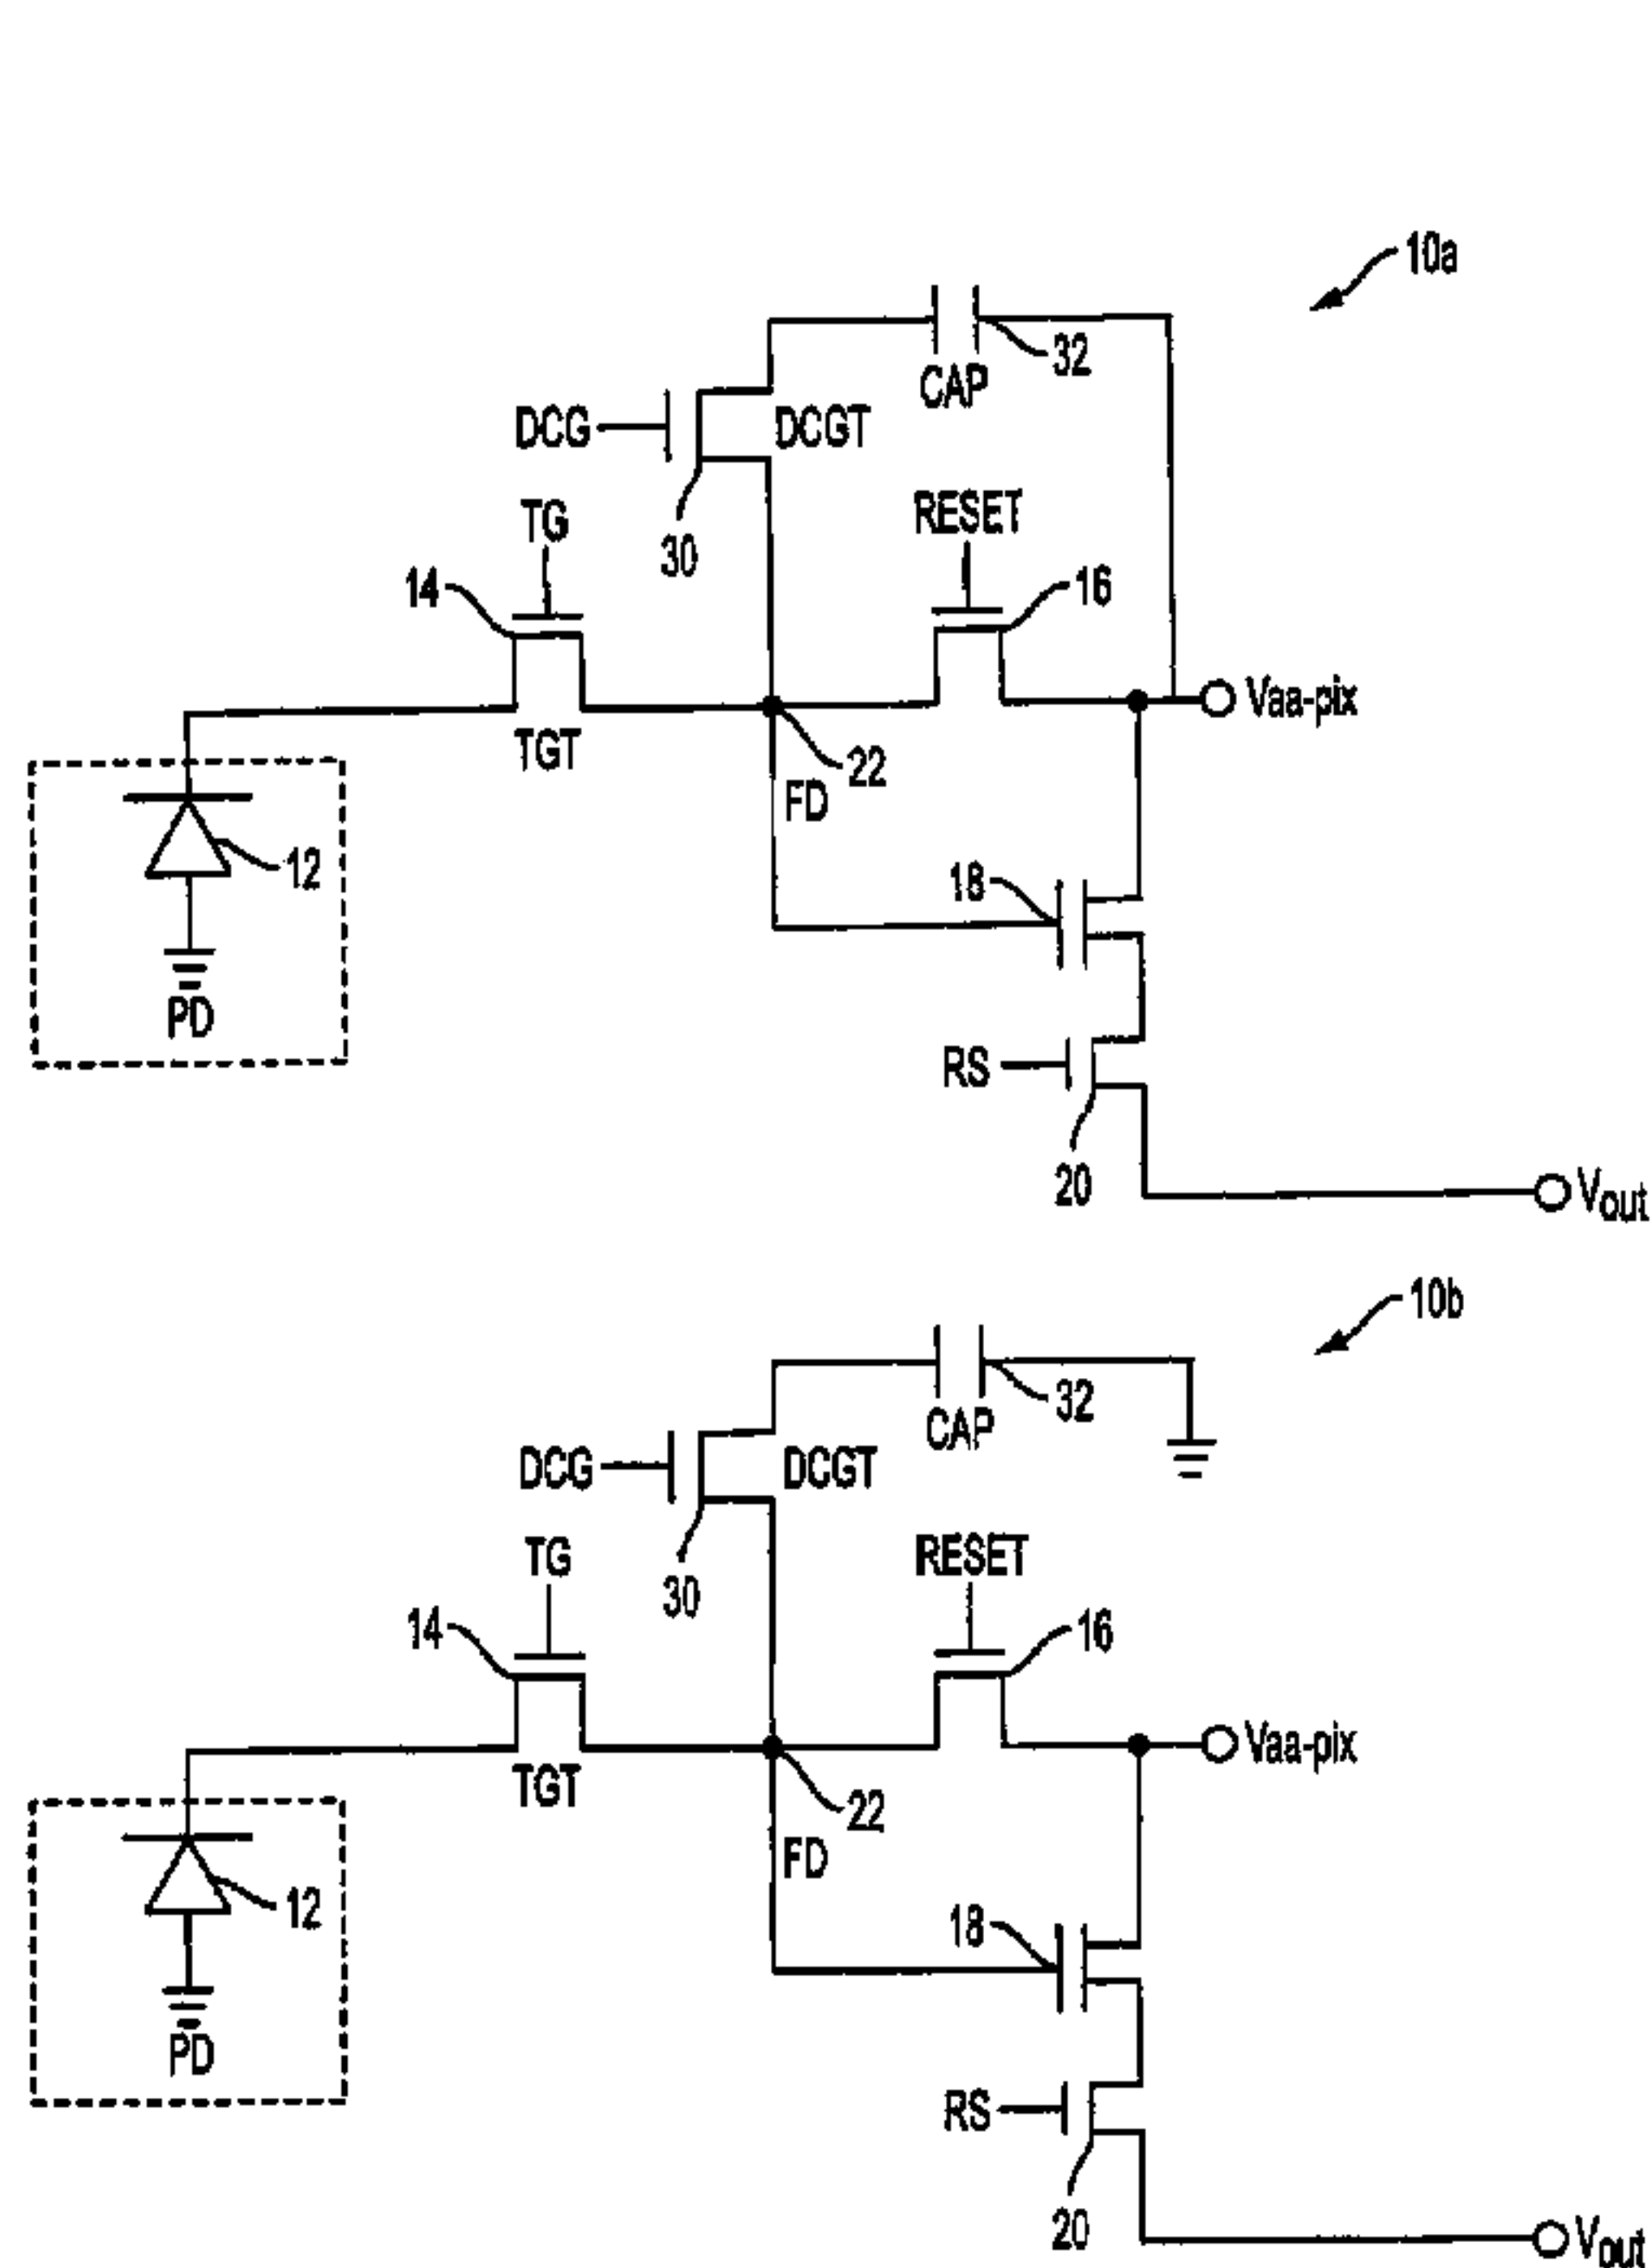 10a
32
CAP
DCG
DCGT
30
TG
RESET
14
16
Vaa-pix
TGT
22
FD
12
18
PD
RS
20
Vout
10b
32
CAP
DCG
DCGT
30
TG
RESET
14
16
Vaa-pix
TGT
22
FD
12
18
PD
RS
20
Vout